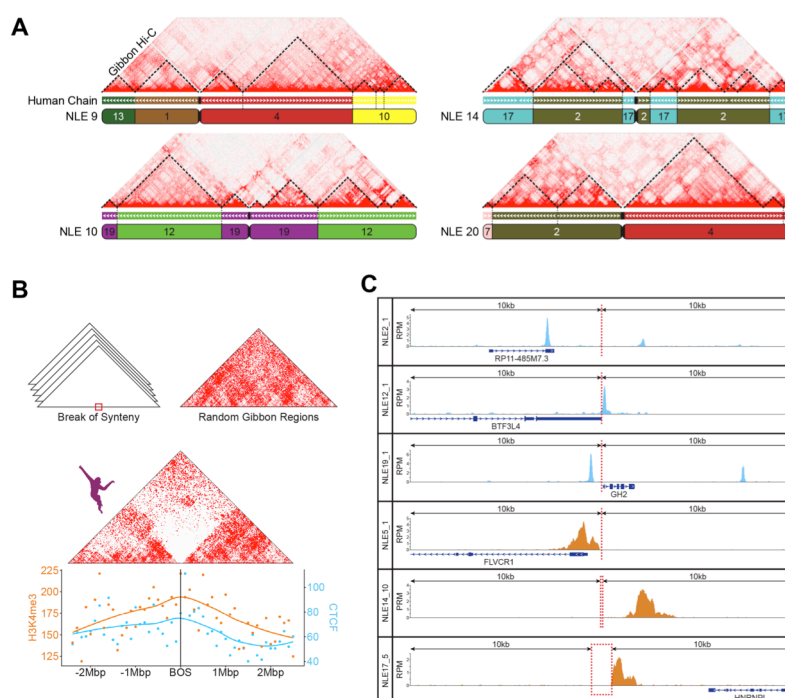 A
Gibbon Hi-C
Human Chain
NLE 9
13
1
4
10
NLE 14
17
2
17
2
17
2
17
NLE 10
19
12
19
19
12
NLE 20
7
2
4
B
Break of Synteny
Random Gibbon Regions
225
200
175
150
125
H3K4me3
100
80
60
40
CTCF
-2Mbp
-1Mbp
BOS
1Mbp
2Mbp
C
NLE2_1
RPM
10kb
10kb
RP11-485M7.3
NLE12_1
RPM
10kb
10kb
BTF3L4
NLE19_1
RPM
10kb
10kb
GH2
NLE5_1
RPM
10kb
10kb
FLVCR1
NLE14_10
PRM
10kb
10kb
NLE17_5
RPM
10kb
10kb